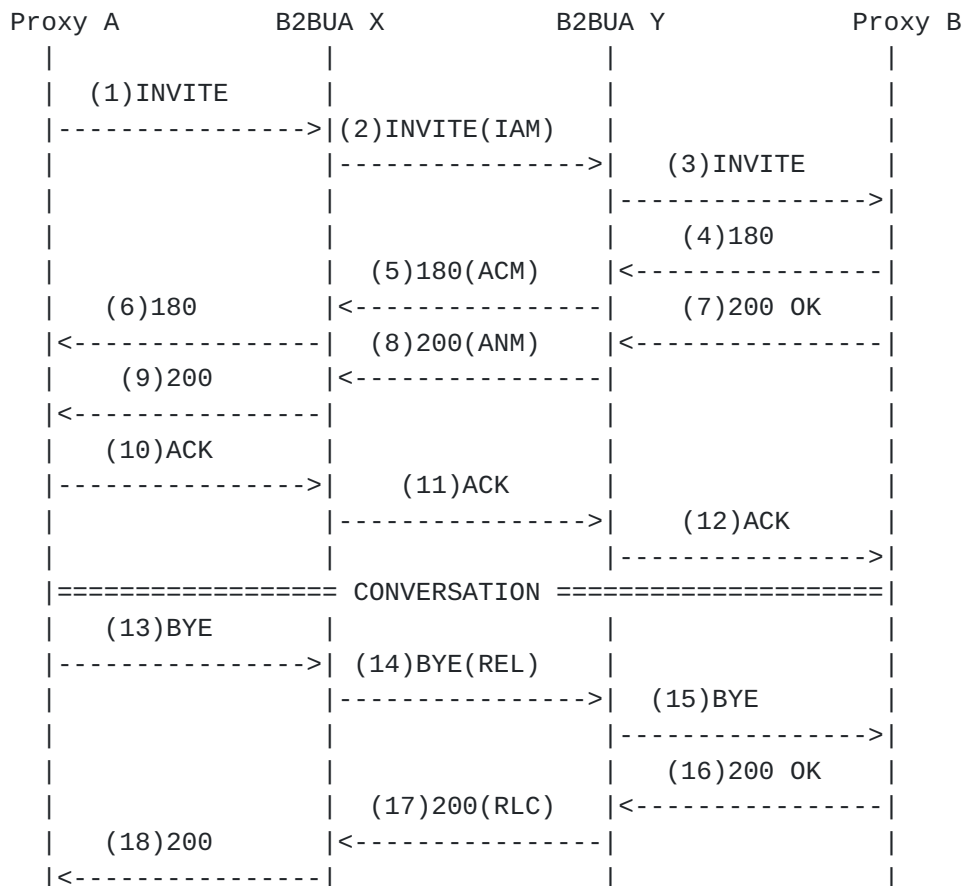 Proxy A B2BUA X B2BUA Y Proxy B
(1)INVITE
(2)INVITE(IAM)
(3)INVITE
(4)180
(5)180(ACM)
(6)180 (7)200 OK
(8)200(ANM)
(9)200
(10)ACK
(11)ACK
(12)ACK
CONVERSATION
(13)BYE
(14)BYE(REL)
(15)BYE
(16)200 OK
(17)200(RLC)
(18)200